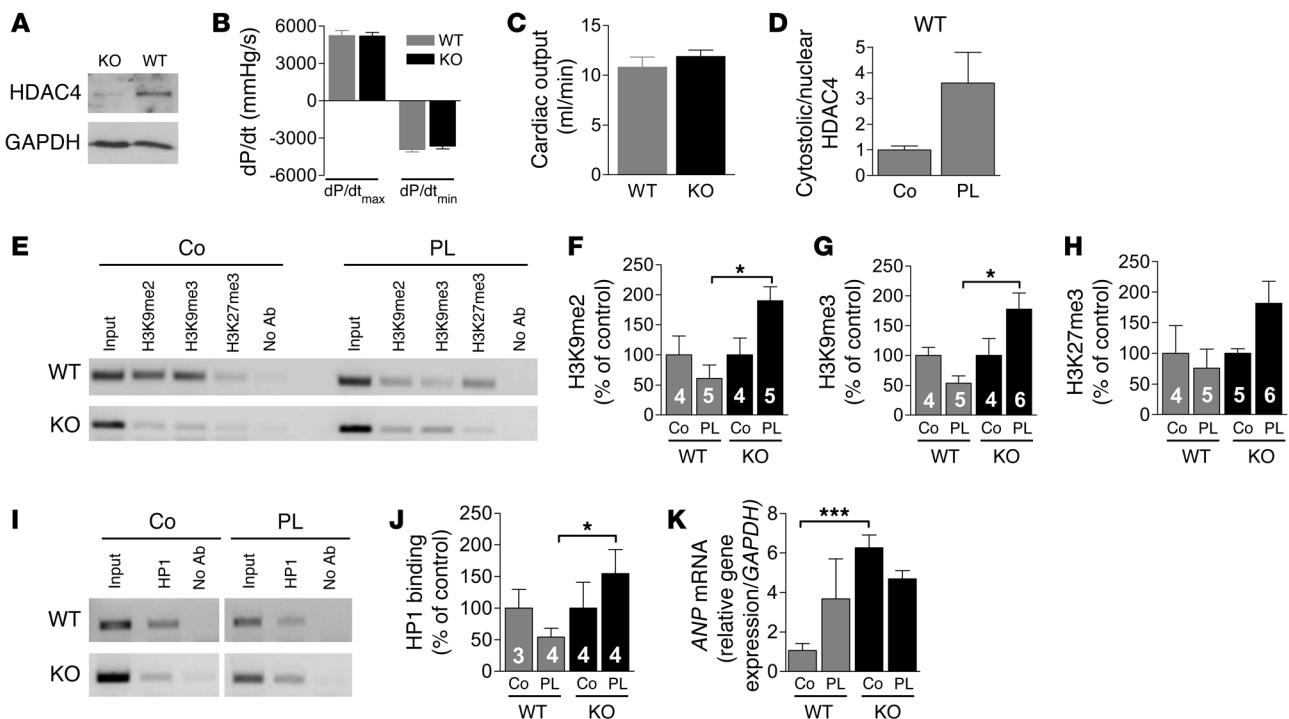 A
KO WT
HDAC4
GAPDH
B
dP/dt (mmHg/s)
6000
3000
0
-3000
-6000
WT
KO
dP/dtmax
dP/dtmin
C
Cardiac output
(ml/min)
15
10
5
0
WT KO
D
WT
Cytostolic/nuclear
HDAC4
5
4
3
2
1
0
Co PL
E
Co
PL
Input
H3K9me2
H3K9me3
H3K27me3
No Ab
Input
H3K9me2
H3K9me3
H3K27me3
No Ab
WT
KO
F
H3K9me2
(% of control)
250
200
150
100
50
0
*
4 5 4 5
Co PL Co PL
WT KO
G
H3K9me3
(% of control)
250
200
150
100
50
0
*
4 5 4 6
Co PL Co PL
WT KO
H
H3K27me3
(% of control)
250
200
150
100
50
0
4 5 5 6
Co PL Co PL
WT KO
I
Co
PL
Input
HP1
No Ab
Input
HP1
No Ab
WT
KO
J
HP1 binding
(% of control)
250
200
150
100
50
0
*
3 4 4 4
Co PL Co PL
WT KO
K
ANP mRNA
(relative gene
expression/GAPDH)
8
6
4
2
0
***
Co PL Co PL
WT KO